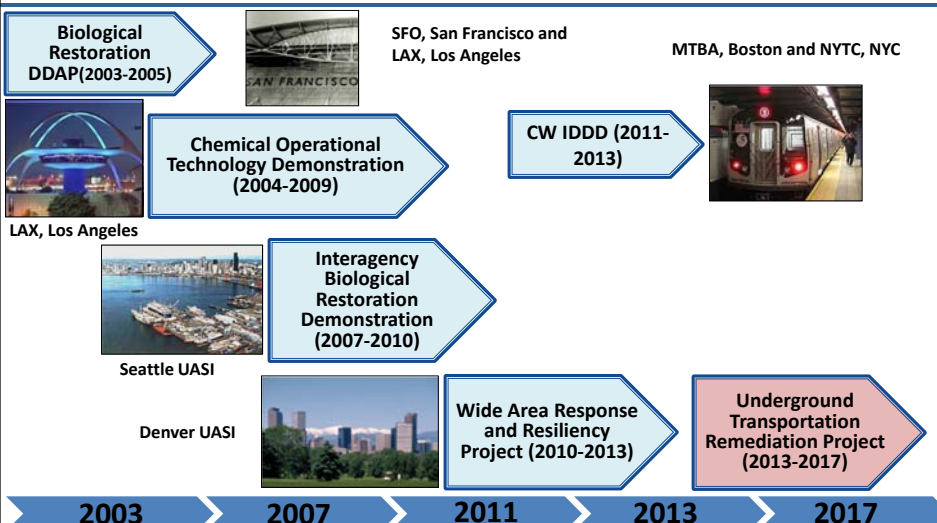 Biological
Restoration
DDAP(2003-2005)
SAN FRANCISCO
SFO, San Francisco and
LAX, Los Angeles
MTBA, Boston and NYTC, NYC
Chemical Operational
Technology Demonstration
(2004-2009)
CW IDDD (2011-
2013)
LAX, Los Angeles
Interagency
Biological
Restoration
Demonstration
(2007-2010)
Seattle UASI
Denver UASI
Wide Area Response
and Resiliency
Project (2010-2013)
Underground
Transportation
Remediation Project
(2013-2017)
2003
2007
2011
2013
2017